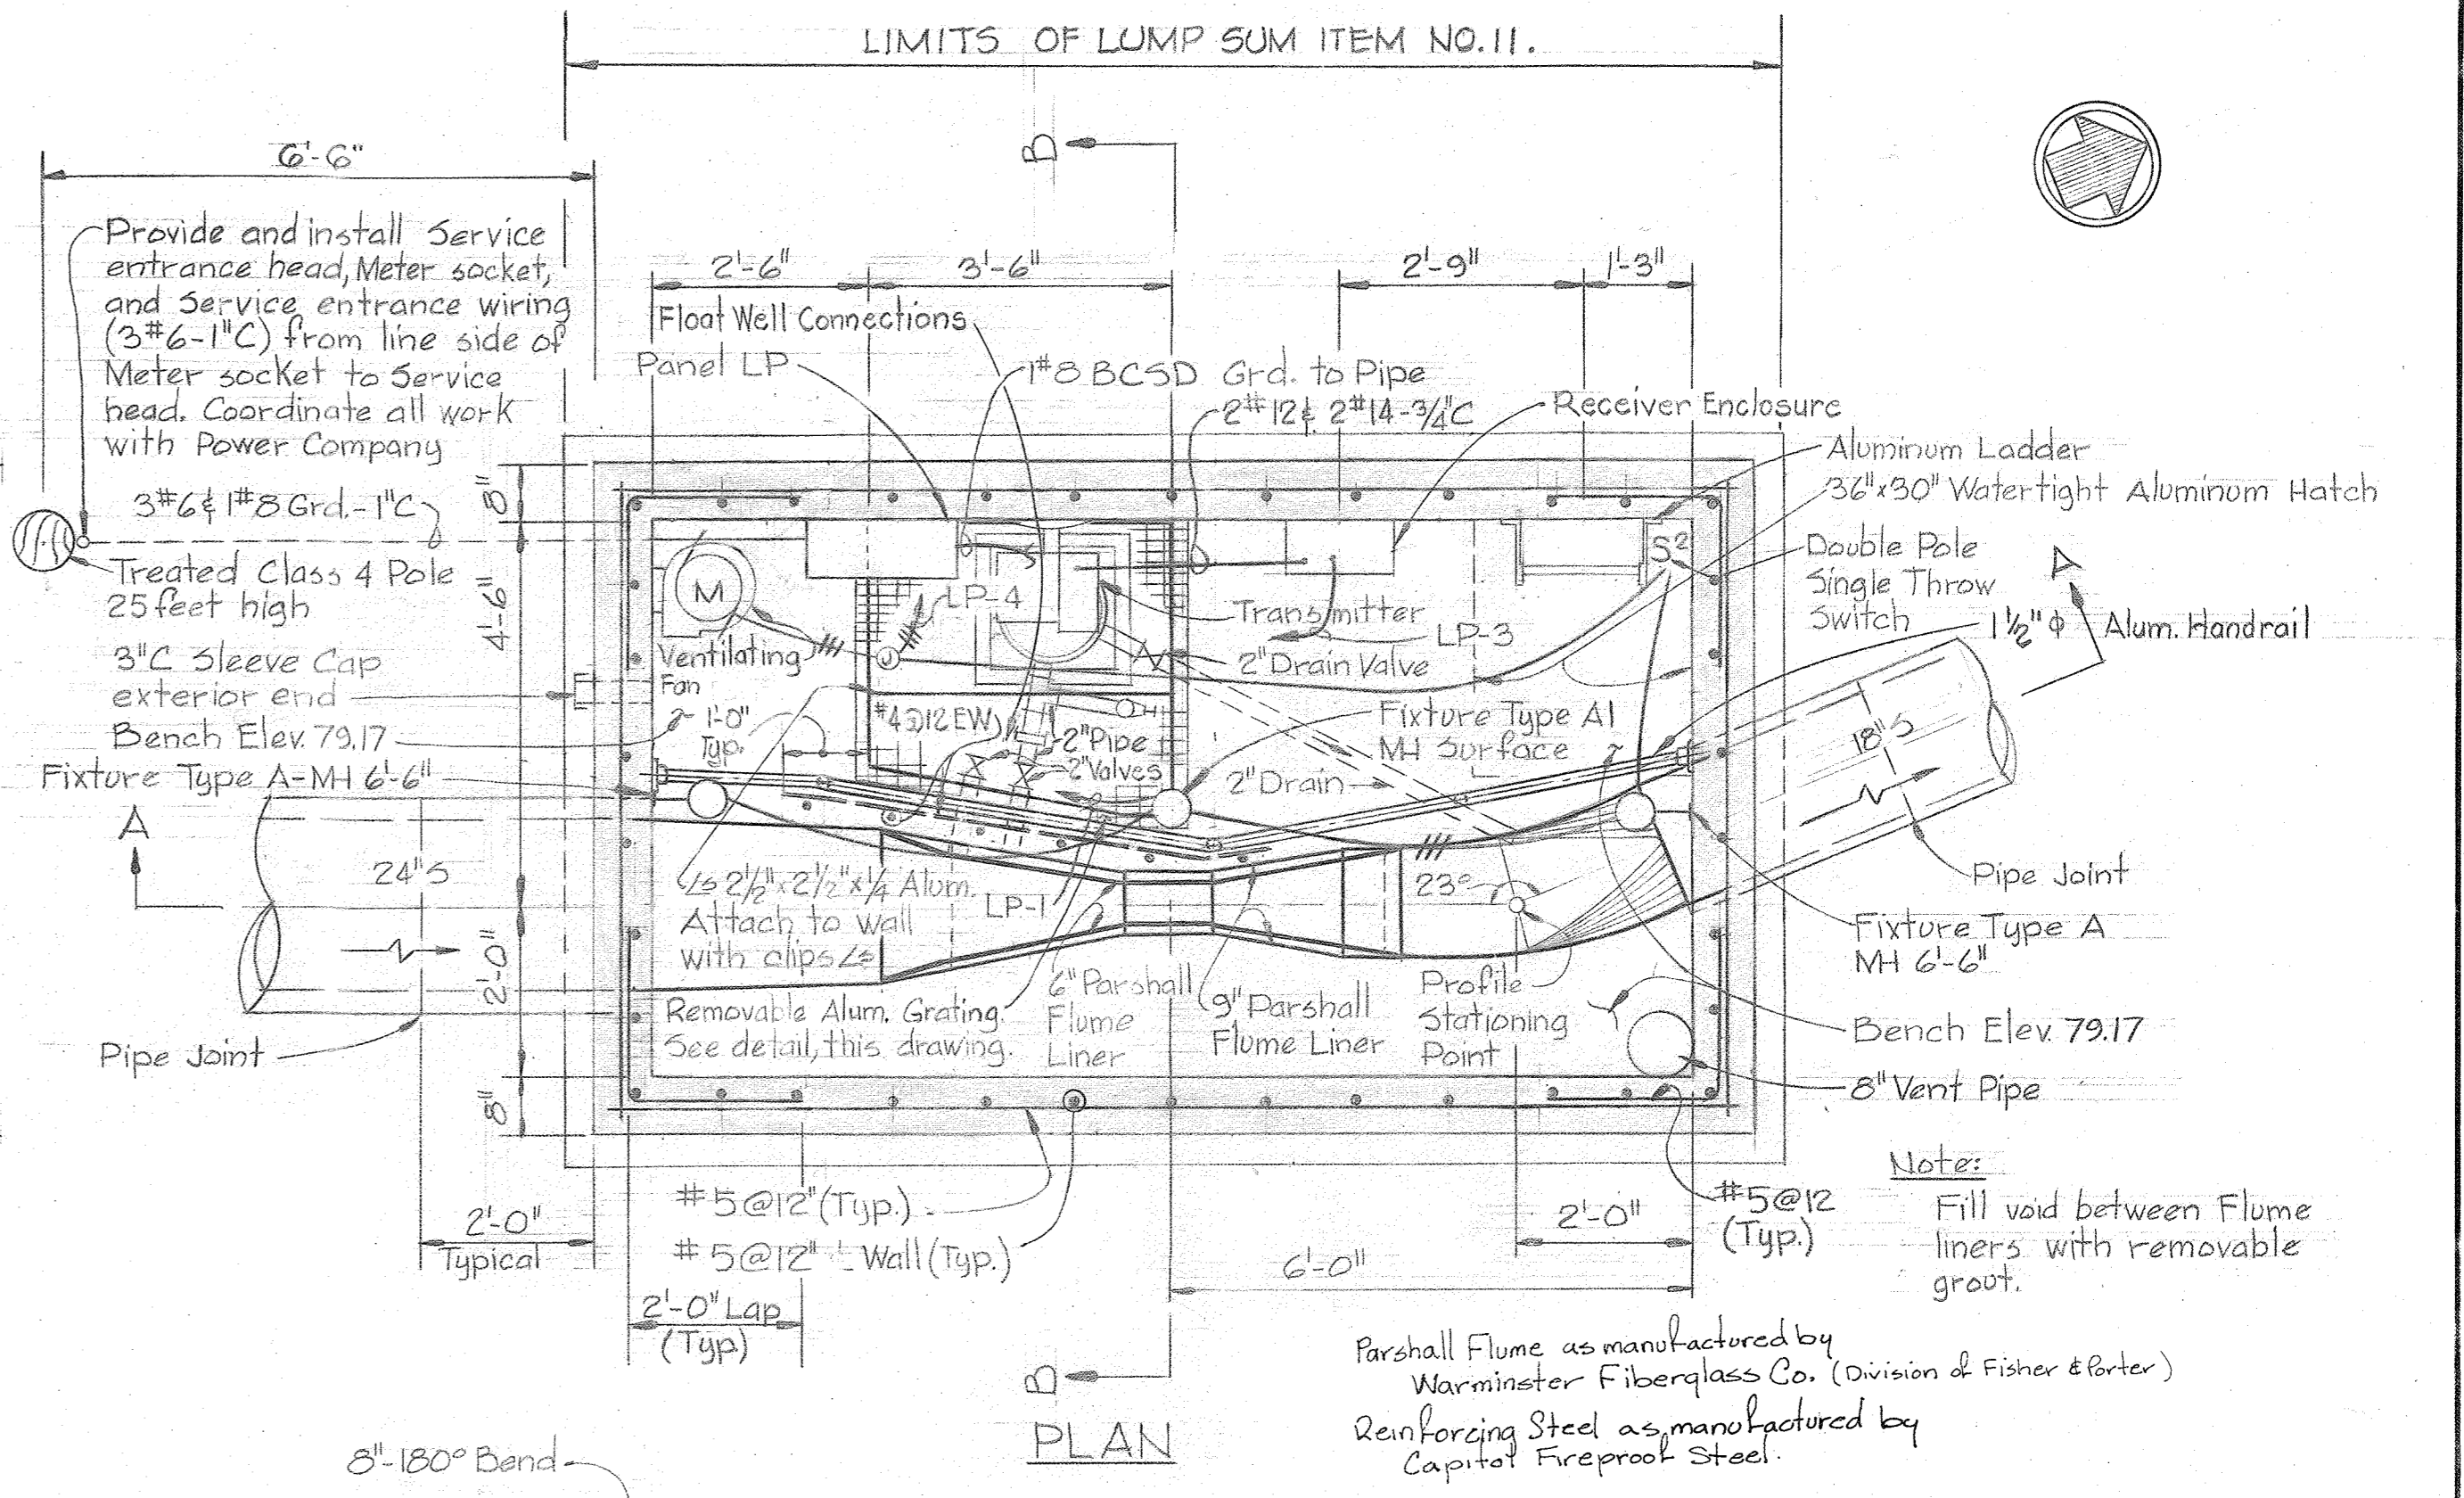 LIMITS OF LUMP SUM ITEM NO.11.
B
6'-6"
Provide and install Service
entrance head, Meter socket,
and Service entrance wiring
(3#6-1"C) from line side of
Meter socket to Service
head. Coordinate all work
with Power Company
2'-6"
3'-6"
2'-9"
1'-3"
Float Well Connections
Panel LP
1#8 BCSD Grd. to Pipe
2#12 & 2#14-3/4"C
Receiver Enclosure
Aluminum Ladder
36"x30" Watertight Aluminum Hatch
Double Pole
Single Throw
Switch
1½"φ Alum. Handrail
A
3#6 & 1#8 Grd.-1"C
Treated Class 4 Pole
25 feet high
3"C Sleeve Cap
exterior end
Bench Elev. 79.17
Fixture Type A-MH 6'-6"
A
8"
4'-6"
2'-0"
8"
M
S2
LP-4
Transmitter
LP-3
Ventilating
Fan
2" Drain Valve
1'-0"
Typ.
#4@12 EW
2" Pipe
2" Valves
Fixture Type A1
MH Surface
2" Drain
18"S
24"S
∠s 2½"x2½"x¼ Alum.
Attach to wall
with clips ∠s
LP-1
23°
Pipe Joint
Fixture Type A
MH 6'-6"
Removable Alum. Grating.
See detail, this drawing.
6" Parshall
Flume
Liner
9" Parshall
Flume Liner
Profile
Stationing
Point
Bench Elev. 79.17
8" Vent Pipe
Pipe Joint
#5@12" (Typ.)
#5@12" Wall (Typ.)
2'-0"
Typical
2'-0" Lap
(Typ.)
2'-0"
6'-0"
#5@12
(Typ.)
Note:
Fill void between Flume
liners with removable
grout.
B
PLAN
Parshall Flume as manufactured by
Warminster Fiberglass Co. (Division of Fisher & Porter)
Reinforcing Steel as manufactured by
Capitol Fireproof Steel.
8"-180° Bend